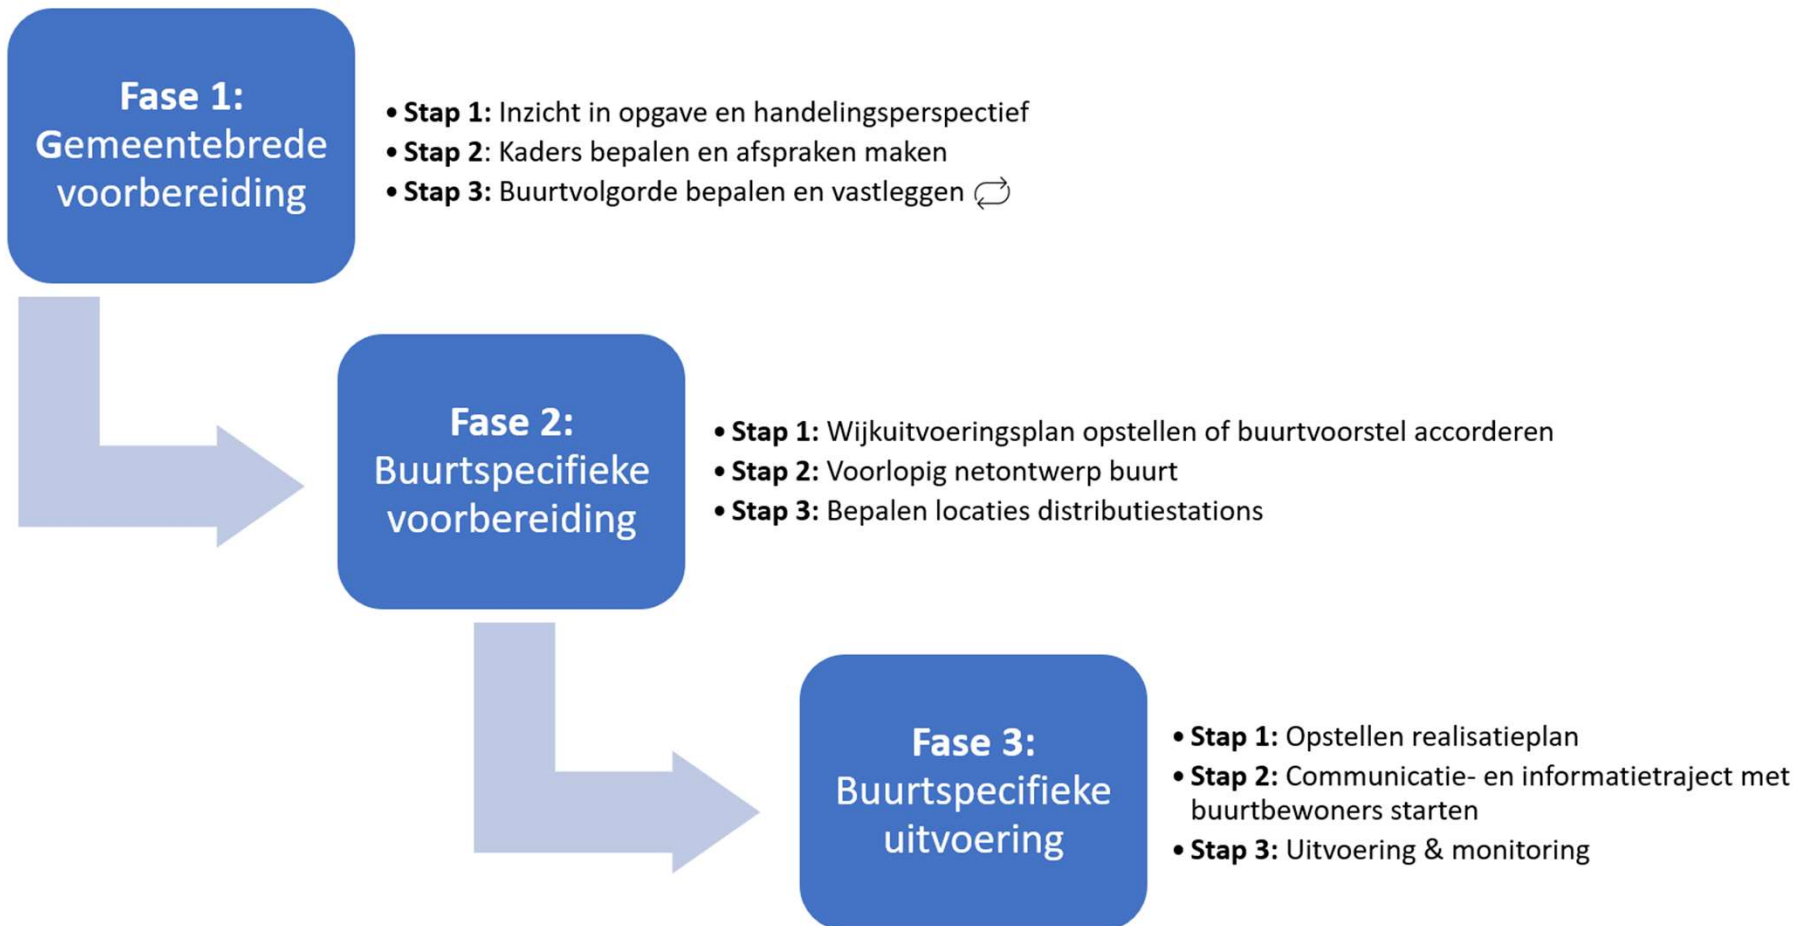 Fase 1:
Gemeentebrede
voorbereiding
• Stap 1: Inzicht in opgave en handelingsperspectief
• Stap 2: Kaders bepalen en afspraken maken
• Stap 3: Buurtvolgorde bepalen en vastleggen
Fase 2:
Buurtspecifieke
voorbereiding
• Stap 1: Wijkuitvoeringsplan opstellen of buurtvoorstel accorderen
• Stap 2: Voorlopig netontwerp buurt
• Stap 3: Bepalen locaties distributiestations
Fase 3:
Buurtspecifieke
uitvoering
• Stap 1: Opstellen realisatieplan
• Stap 2: Communicatie- en informatietraject met
buurtbewoners starten
• Stap 3: Uitvoering & monitoring